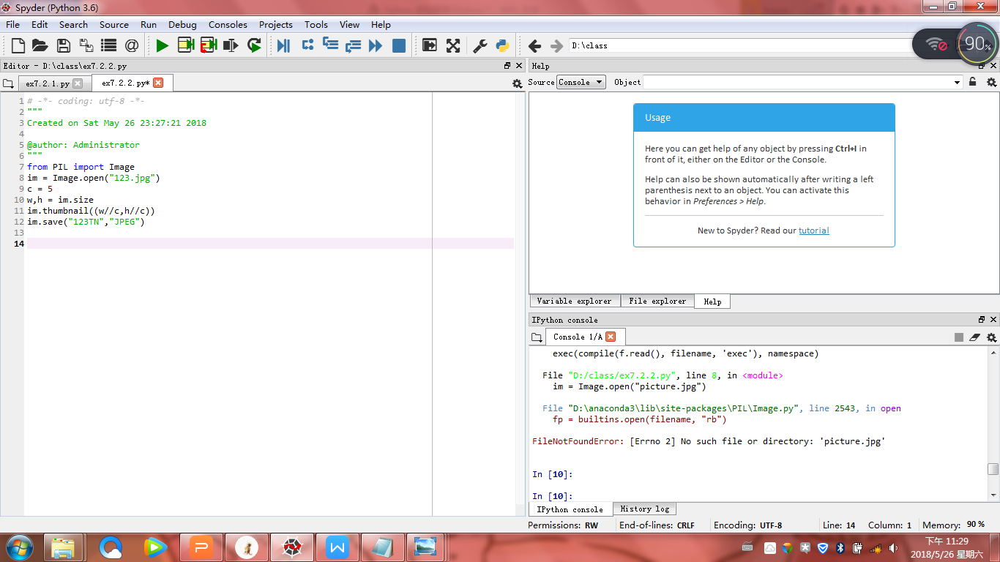 Spyder (Python 3.6)
File Edit Search Source Run Debug Consoles Projects Tools View Help
D:\class
90%
Editor - D:\class\ex7.2.2.py
ex7.2.1.py
ex7.2.2.py*
1 # -*- coding: utf-8 -*-
2 """
3 Created on Sat May 26 23:27:21 2018
4
5 @author: Administrator
6 """
7 from PIL import Image
8 im = Image.open("123.jpg")
9 c = 5
10 w,h = im.size
11 im.thumbnail((w//c,h//c))
12 im.save("123TN","JPEG")
13
14
Help
Source Console Object
Usage
Here you can get help of any object by pressing Ctrl+I in
front of it, either on the Editor or the Console.
Help can also be shown automatically after writing a left
parenthesis next to an object. You can activate this
behavior in Preferences > Help.
New to Spyder? Read our tutorial
Variable explorer File explorer Help
IPython console
Console 1/A
exec(compile(f.read(), filename, 'exec'), namespace)
File "D:/class/ex7.2.2.py", line 8, in <module>
im = Image.open("picture.jpg")
File "D:\anaconda3\lib\site-packages\PIL\Image.py", line 2543, in open
fp = builtins.open(filename, "rb")
FileNotFoundError: [Errno 2] No such file or directory: 'picture.jpg'
In [10]:
In [10]:
IPython console History log
Permissions: RW End-of-lines: CRLF Encoding: UTF-8 Line: 14 Column: 1 Memory: 90 %
下午 11:29
2018/5/26 星期六